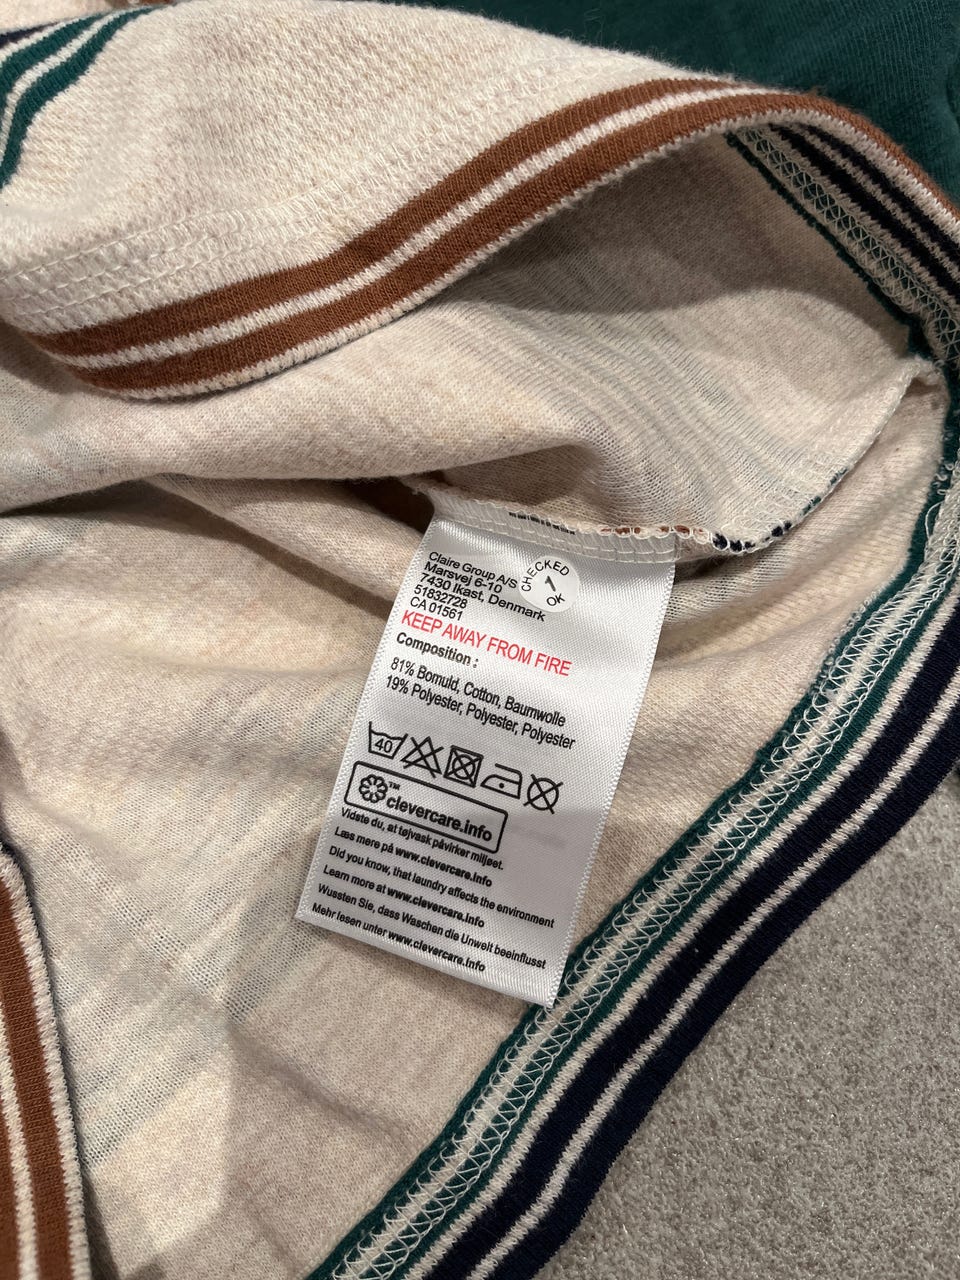 Claire Group A/S
Marsvej 6-10
7430 Ikast, Denmark
51832728
CA 01561
CHECKED
1
OK
KEEP AWAY FROM FIRE
Composition :
81% Bomuld, Cotton, Baumwolle
19% Polyester, Polyester, Polyester
40
™
clevercare.info
Vidste du, at tøjvask påvirker miljøet.
Læs mere på www.clevercare.info
Did you know, that laundry affects the environment
Learn more at www.clevercare.info
Wussten Sie, dass Waschen die Unwelt beeinflusst
Mehr lesen unter www.clevercare.info